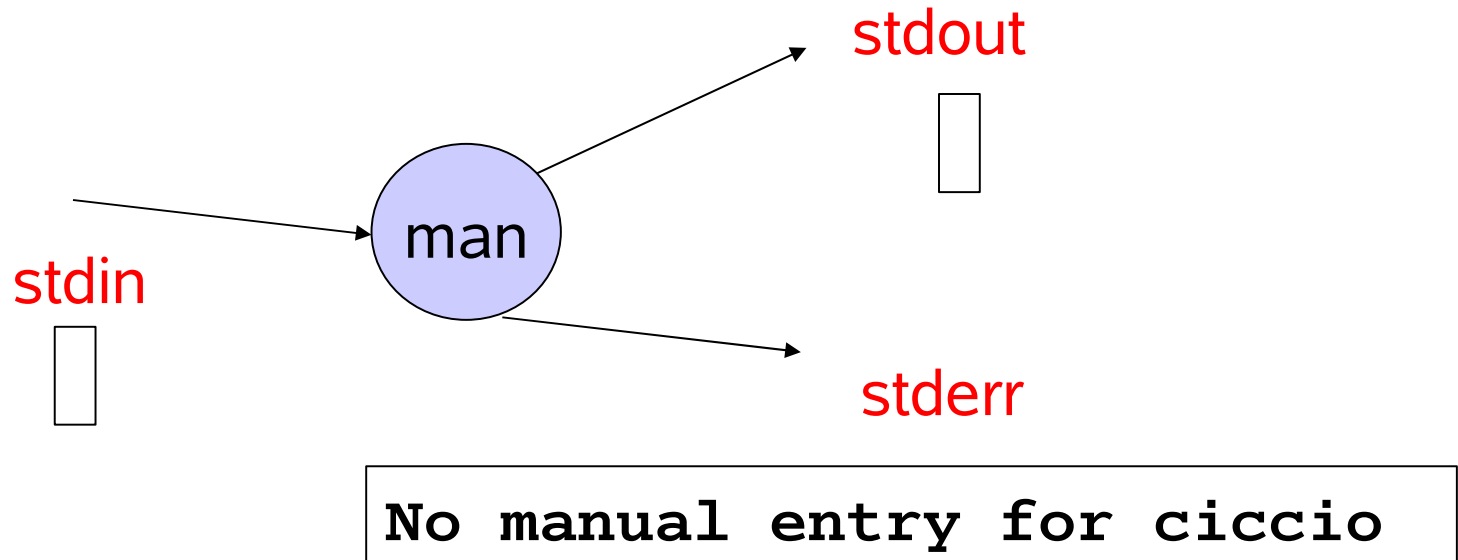 stdout
man
stdin
stderr
No manual entry for ciccio